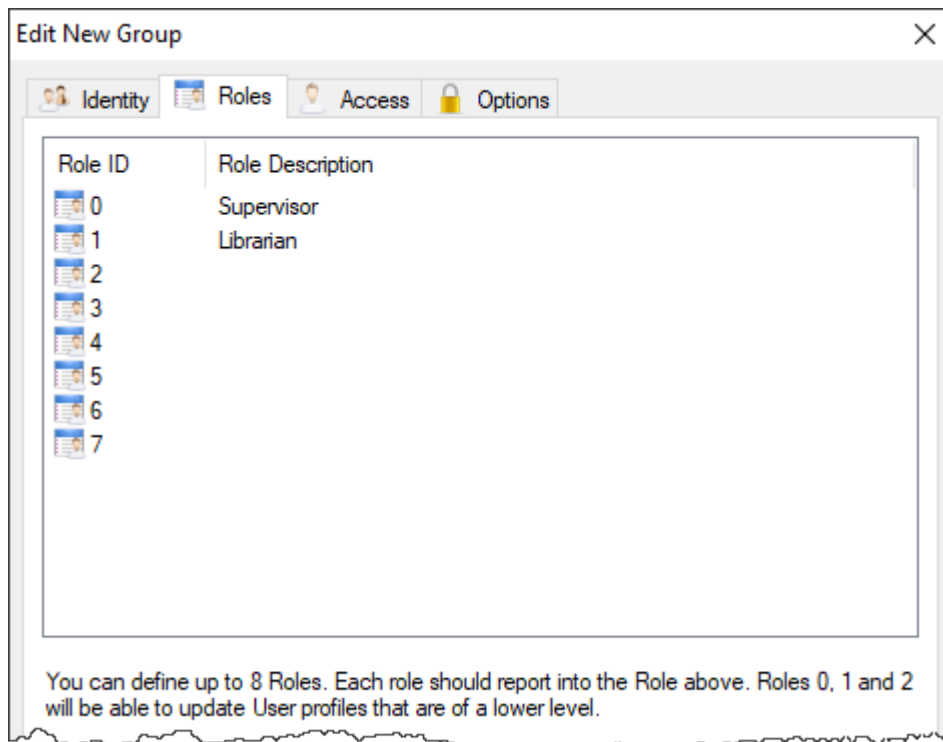 Edit New Group
Identity Roles Access Options
Role ID Role Description
0 Supervisor
1 Librarian
2
3
4
5
6
7
You can define up to 8 Roles. Each role should report into the Role above. Roles 0, 1 and 2
will be able to update User profiles that are of a lower level.